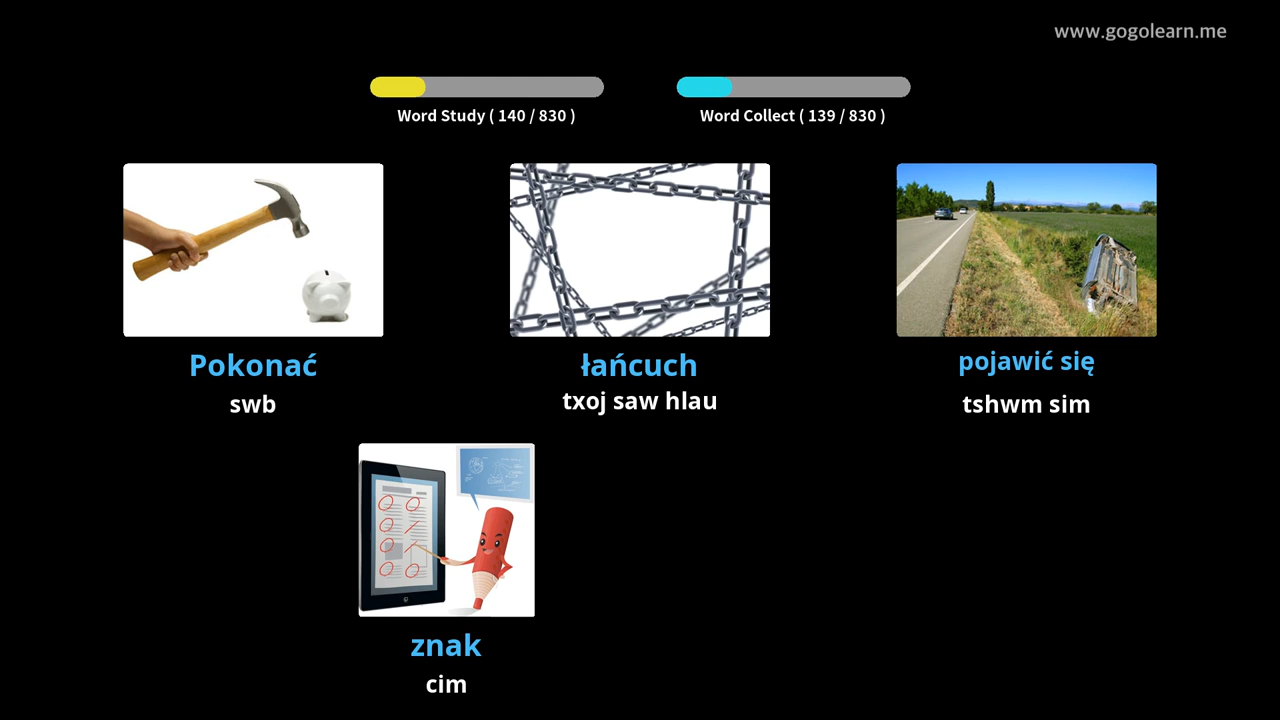 www.gogolearn.me
Word Study ( 140 / 830 )
Word Collect ( 139 / 830 )
Pokonać
swb
łańcuch
txoj saw hlau
pojawić się
tshwm sim
znak
cim